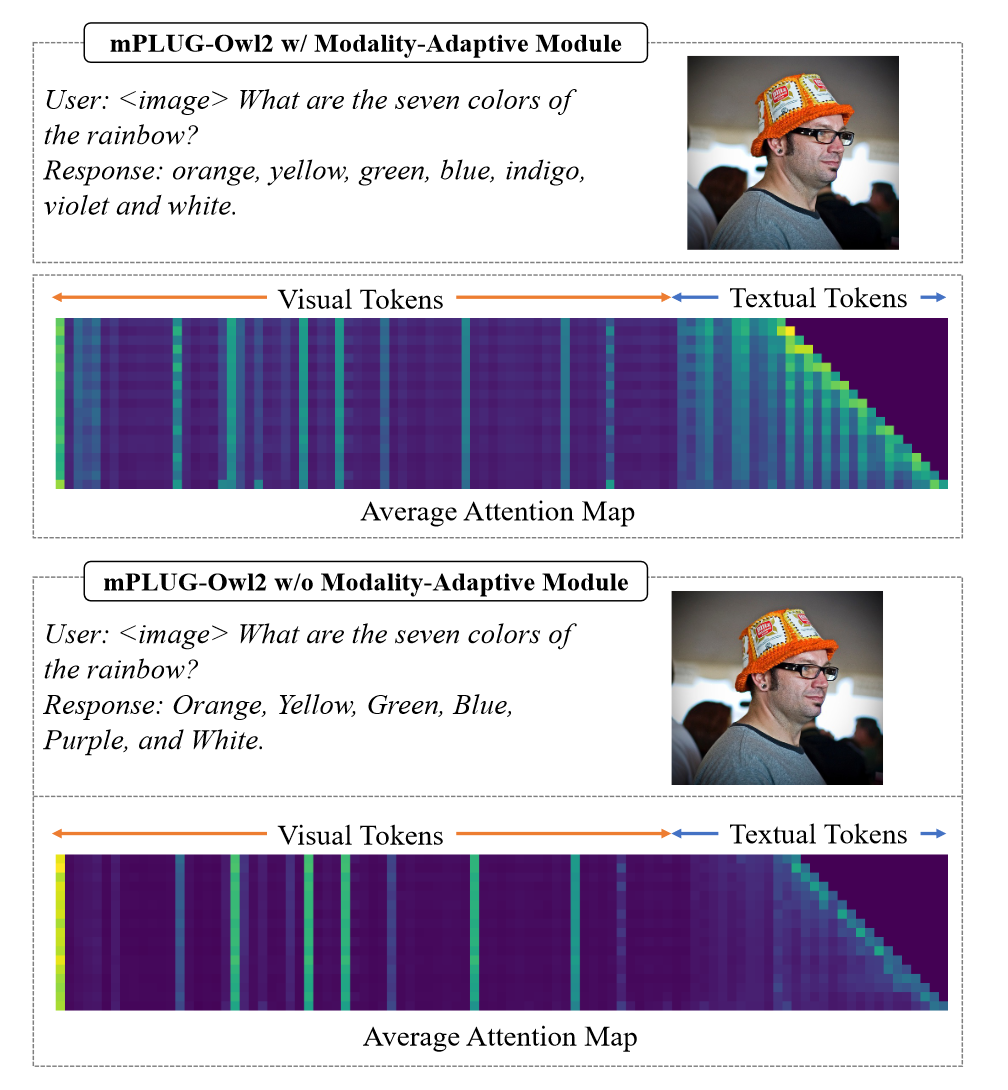 mPLUG-Owl2 w/ Modality-Adaptive Module
User: <image> What are the seven colors of
the rainbow?
Response: orange, yellow, green, blue, indigo,
violet and white.
Visual Tokens
Textual Tokens
Average Attention Map
mPLUG-Owl2 w/o Modality-Adaptive Module
User: <image> What are the seven colors of
the rainbow?
Response: Orange, Yellow, Green, Blue,
Purple, and White.
Visual Tokens
Textual Tokens
Average Attention Map